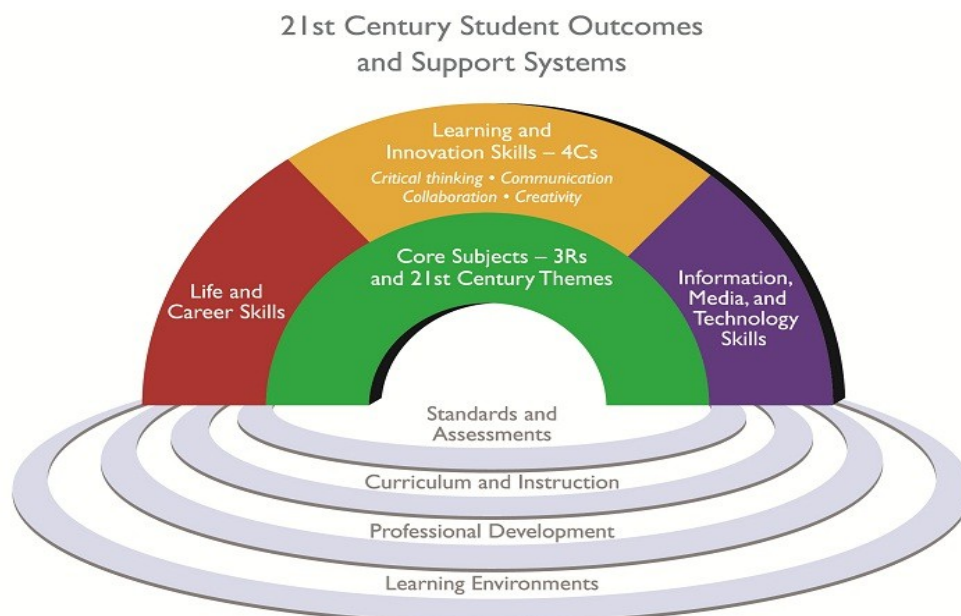 21st Century Student Outcomes
and Support Systems
Learning and
Innovation Skills – 4Cs
Critical thinking • Communication
Collaboration • Creativity
Core Subjects – 3Rs
and 21st Century Themes
Life and
Career Skills
Information,
Media, and
Technology
Skills
Standards and
Assessments
Curriculum and Instruction
Professional Development
Learning Environments